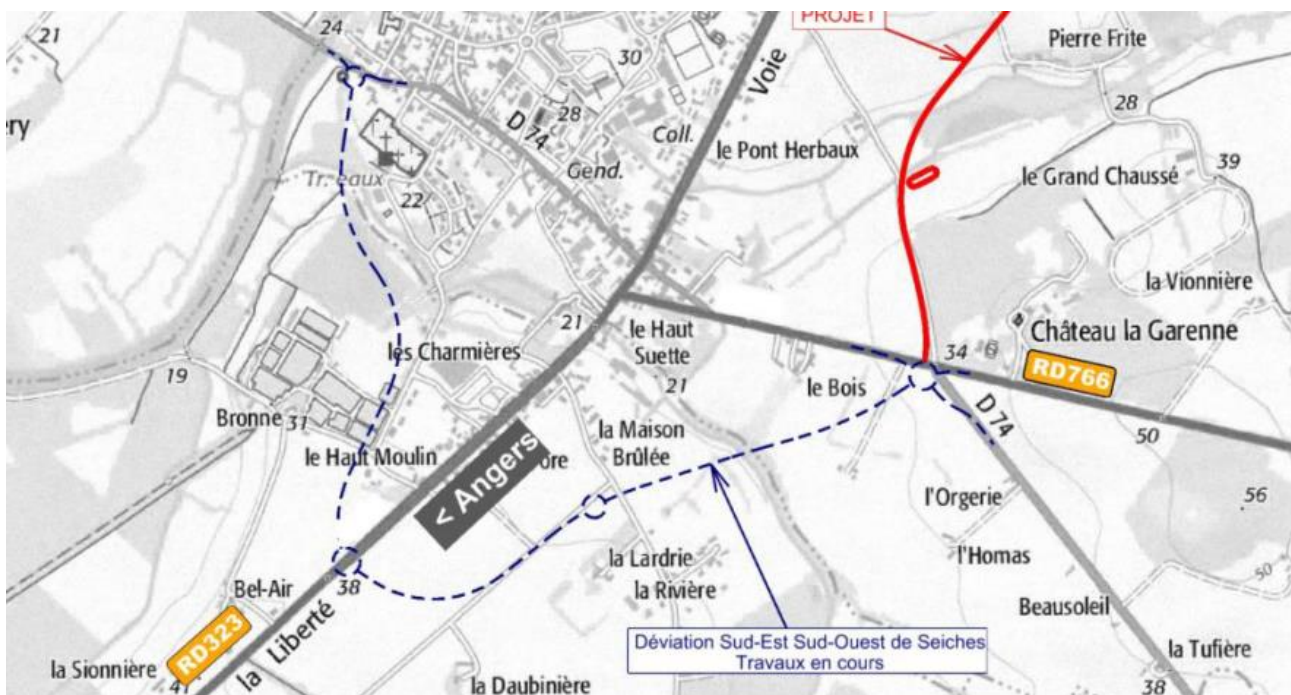 PROJET
24
21
30
Pierre Frite
Voie
28
28
D 74
Coll.
ery
le Pont Herbaux
Gend.
39
le Grand Chaussé
Tr. eaux
22
la Vionnière
21
le Haut
Suette
Château la Garenne
les Charmières
34
RD766
19
21
le Bois
D 74
Bronne
31
la Maison
Brûlée
50
le Haut Moulin
< Angers
ore
l'Orgerie
56
l'Homas
la Lardrie
la Rivière
50
38
Bel-Air
Beausoleil
Liberté
RD323
Déviation Sud-Est Sud-Ouest de Seiches
Travaux en cours
la Tufière
la Sionnière
41
la
la Daubinière
38